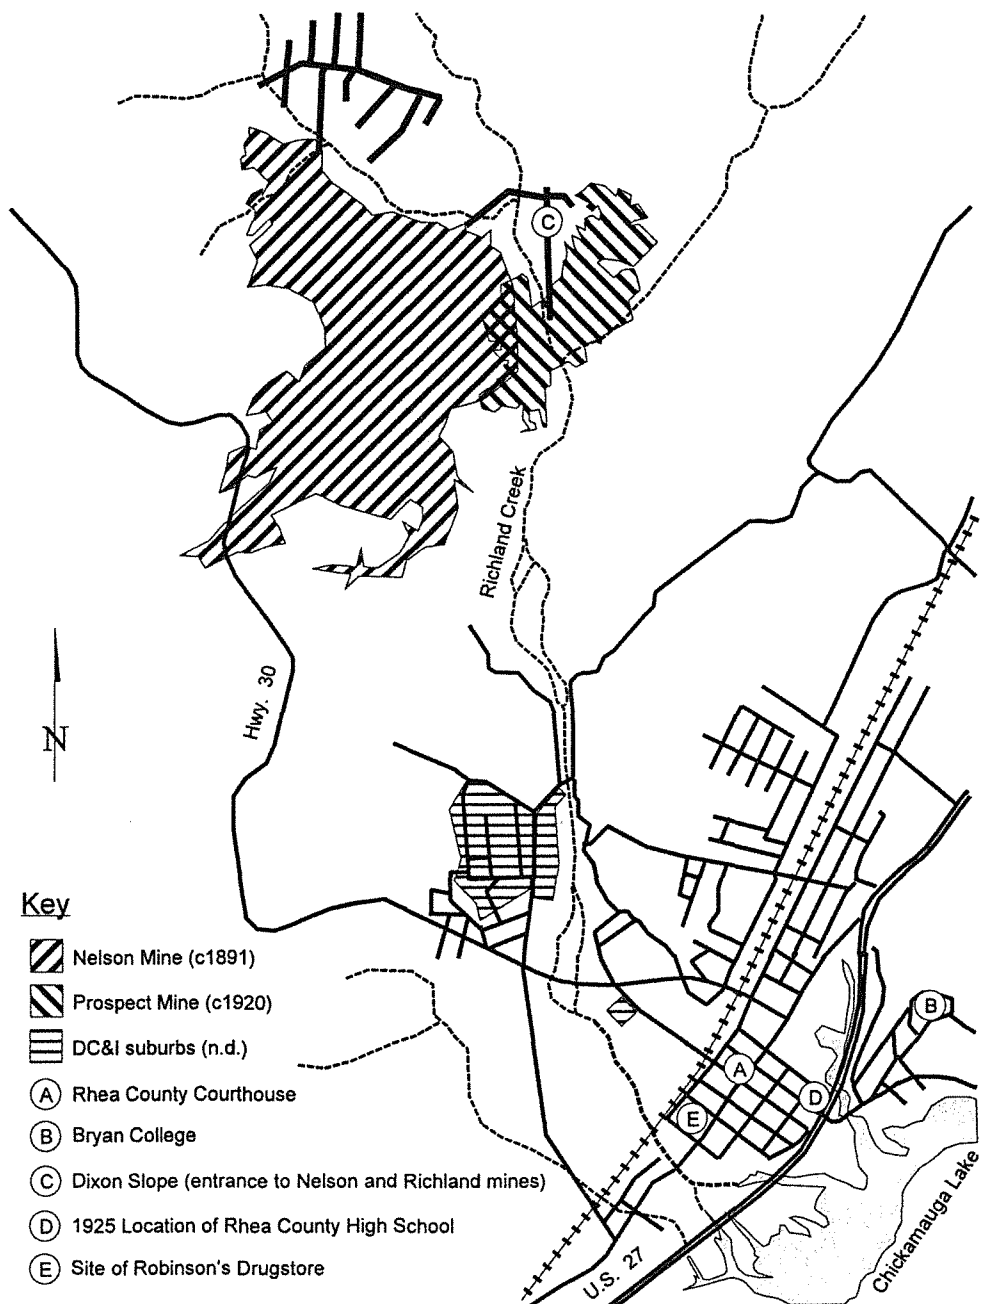 C
Richland Creek
Hwy. 30
N
B
A
D
E
U.S. 27
Chickamauga Lake
Key
Nelson Mine (c1891)
Prospect Mine (c1920)
DC&I suburbs (n.d.)
A Rhea County Courthouse
B Bryan College
C Dixon Slope (entrance to Nelson and Richland mines)
D 1925 Location of Rhea County High School
E Site of Robinson's Drugstore